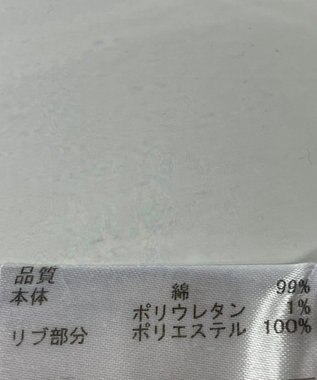 品質
本体 綿 99%
ポリウレタン 1%
リブ部分 ポリエステル 100%